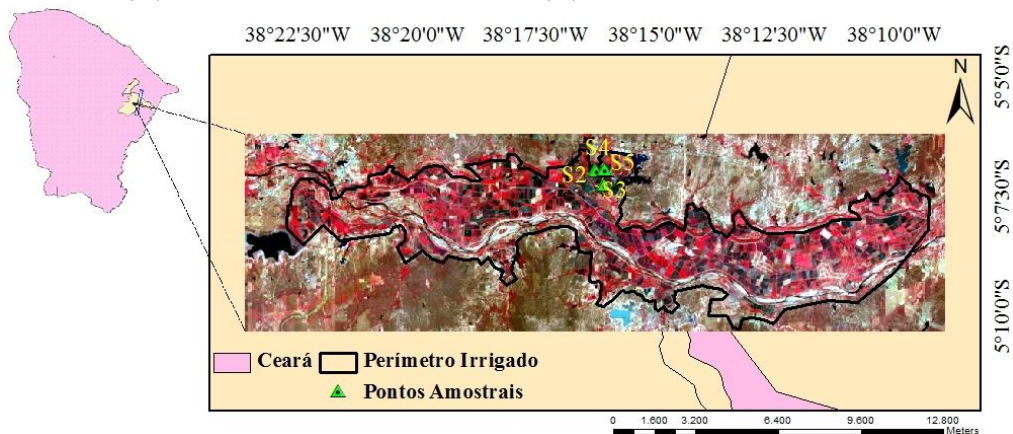 38°22'30"W 38°20'0"W 38°17'30"W 38°15'0"W 38°12'30"W 38°10'0"W
5°5'0"S
N
S4
S2 S5
S3
5°7'30"S
5°10'0"S
Ceará Perímetro Irrigado
Pontos Amostrais
0 1.600 3.200 6.400 9.600 12.800
Meters